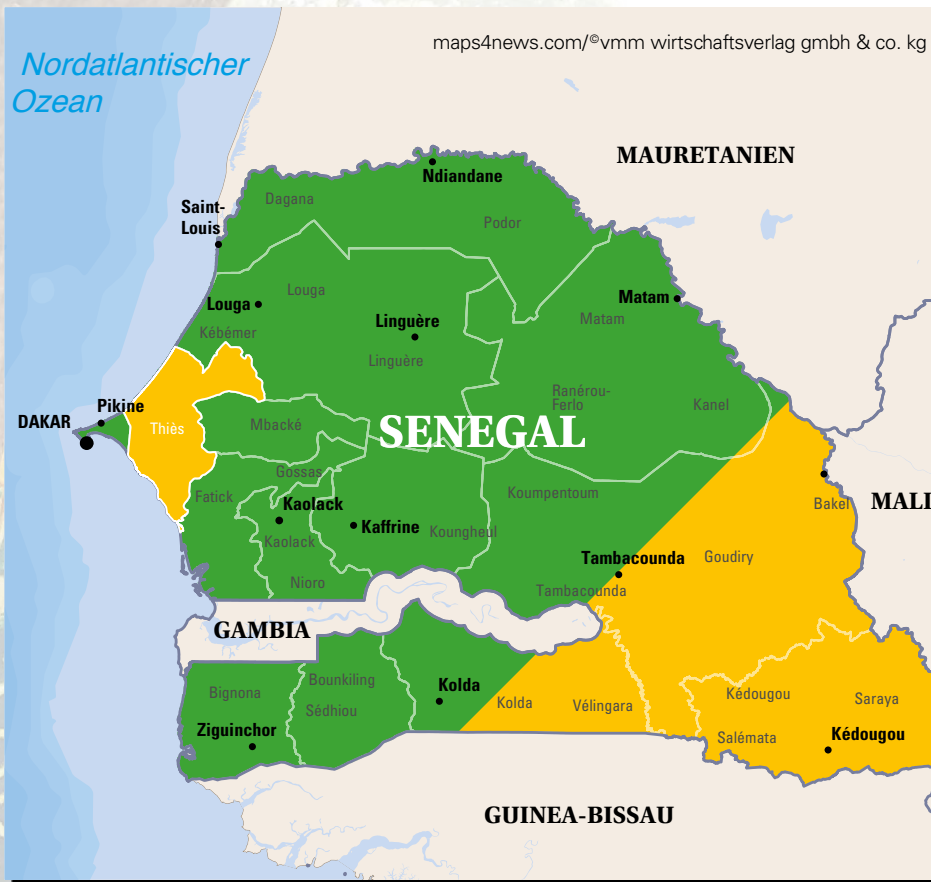 maps4news.com/©vmm wirtschaftsverlag gmbh & co. kg
Nordatlantischer
Ozean
MAURETANIEN
Ndiandane
Dagana
Saint-
Louis
Podor
Louga
Louga
Matam
Linguère
Matam
Kébémer
Linguère
Ranérou-
Ferlo
Kanel
Pikine
DAKAR
Thiès
Mbacké
SENEGAL
Gossas
Fatick
Koumpentoum
Kaolack
Bakel
MALI
Kaffrine
Koungheul
Kaolack
Tambacounda
Goudiry
Nioro
Tambacounda
GAMBIA
Bounkiling
Bignona
Kolda
Kédougou
Saraya
Sédhiou
Kolda
Vélingara
Ziguinchor
Salémata
Kédougou
GUINEA-BISSAU